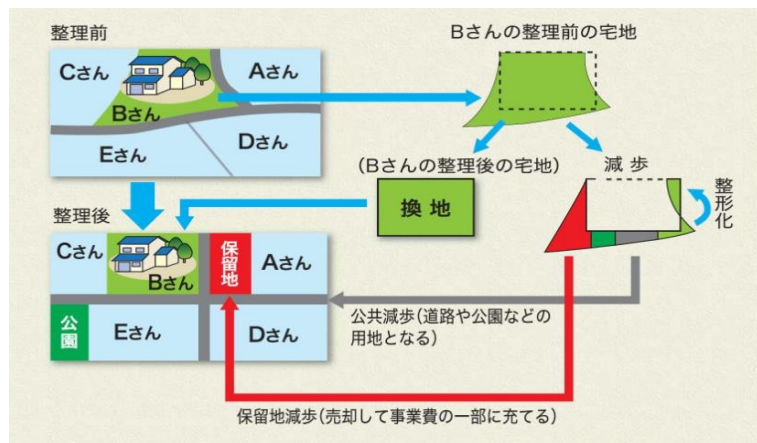 整理前
Cさん
Aさん
Bさん
Eさん
Dさん
Bさんの整理前の宅地
(Bさんの整理後の宅地)
減歩
換地
整形化
整理後
Cさん
Bさん
保留地
Aさん
公園
Eさん
Dさん
公共減歩(道路や公園などの
用地となる)
保留地減歩(売却して事業費の一部に充てる)